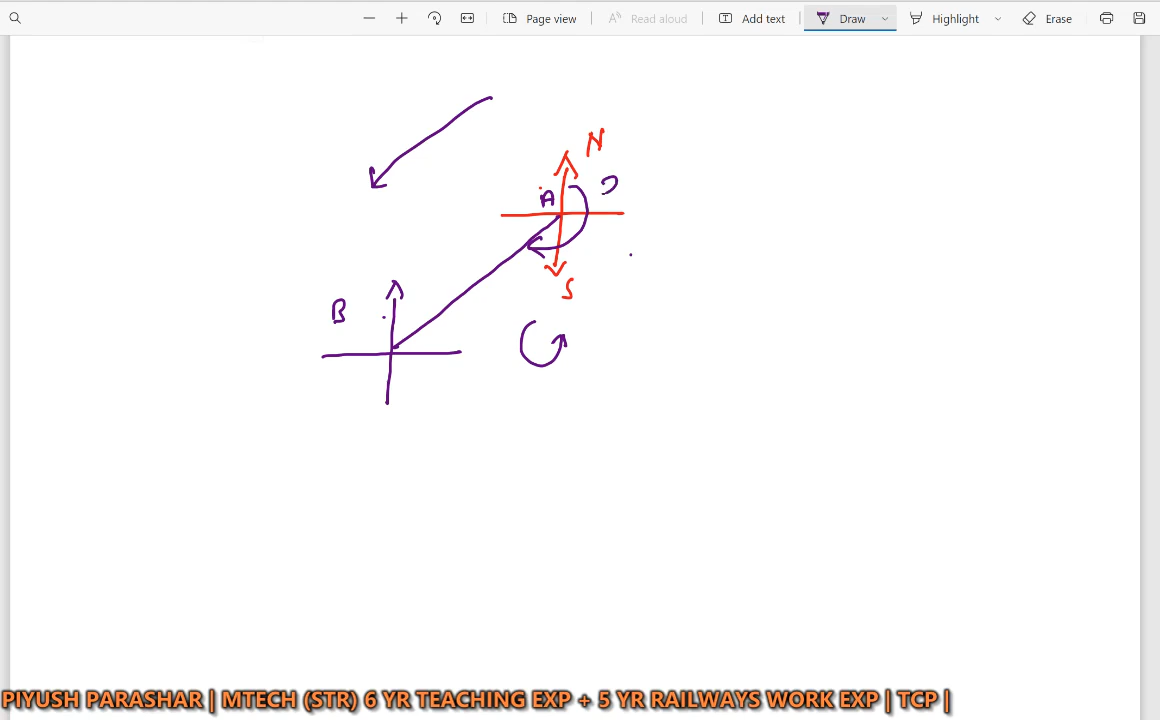 Page view
Read aloud
Add text
Draw
Highlight
Erase
N
A
S
B
PIYUSH PARASHAR | MTECH (STR) 6 YR TEACHING EXP + 5 YR RAILWAYS WORK EXP | TCP |